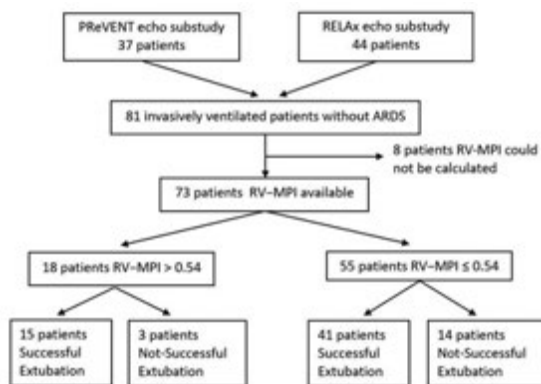 PReVENT echo substudy
37 patients
RELAx echo study
44 patients
81 invasively ventilated patients without ARDS
8 patients RV-MPI could
not be calculated
73 patients RV–MPI available
18 patients RV–MPI > 0.54
55 patients RV–MPI ≤ 0.54
15 patients
Successful
Extubation
3 patients
Not-Successful
Extubation
41 patients
Successful
Extubation
14 patients
Not-Successful
Extubation